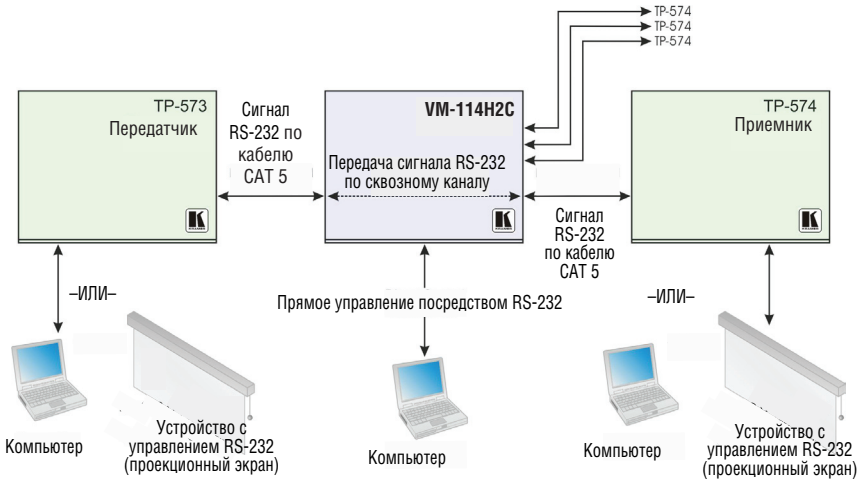 TP-574
TP-574
TP-574
TP-573
Передатчик
Сигнал
RS-232 по
кабелю
CAT 5
VM-114H2C
Передача сигнала RS-232
по сквозному каналу
TP-574
Приемник
Сигнал
RS-232
по кабелю
CAT 5
–ИЛИ–
Прямое управление посредством RS-232
–ИЛИ–
Компьютер
Устройство с
управлением RS-232
(проекционный экран)
Компьютер
Компьютер
Устройство с
управлением RS-232
(проекционный экран)